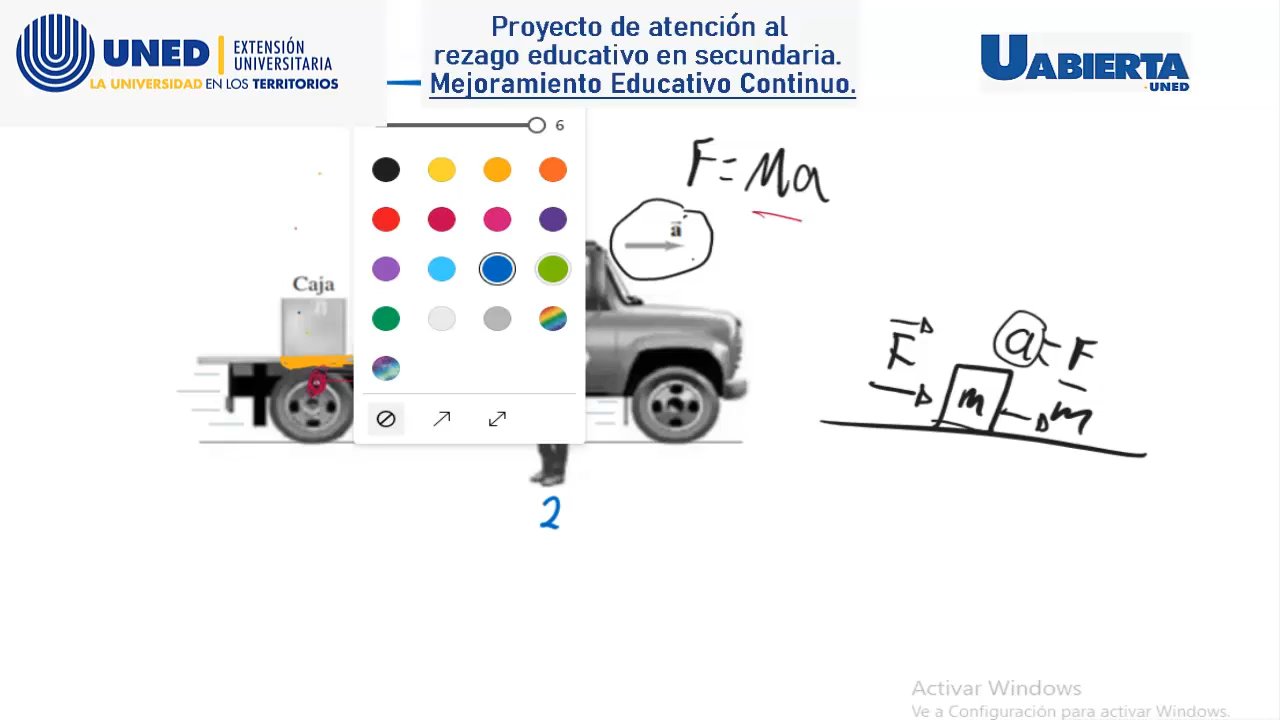 UNED
EXTENSIÓN
UNIVERSITARIA
LA UNIVERSIDAD EN LOS TERRITORIOS
Proyecto de atención al
rezago educativo en secundaria.
Mejoramiento Educativo Continuo.
UABIERTA
UNED
6
F = Ma
a
Caja
F
a = F
m
m
2
Activar Windows
Ve a Configuración para activar Windows.